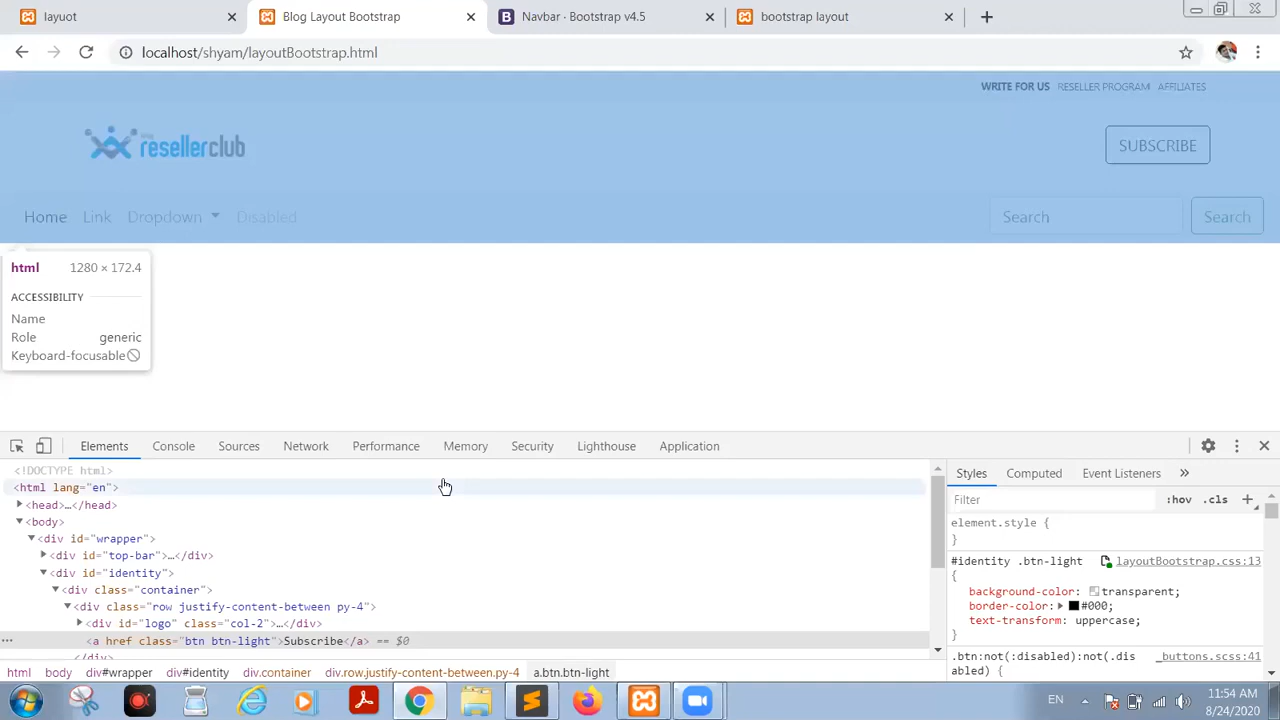 layuot
Blog Layout Bootstrap
Navbar · Bootstrap v4.5
bootstrap layout
localhost/shyam/layoutBootstrap.html
WRITE FOR US RESELLER PROGRAM AFFILIATES
resellerclub
SUBSCRIBE
Home Link Dropdown Disabled
Search Search
html 1280 × 172.4
ACCESSIBILITY
Name
Role generic
Keyboard-focusable
Elements Console Sources Network Performance Memory Security Lighthouse Application
<!DOCTYPE html>
<html lang="en">
<head>…</head>
<body>
<div id="wrapper">
<div id="top-bar">…</div>
<div id="identity">
<div class="container">
<div class="row justify-content-between py-4">
<div id="logo" class="col-2">…</div>
<a href class="btn btn-light">Subscribe</a> == $0
</div>
html body div#wrapper div#identity div.container div.row.justify-content-between.py-4 a.btn.btn-light
Styles Computed Event Listeners »
Filter :hov .cls +
element.style {
}
#identity .btn-light layoutBootstrap.css:13
{
background-color: transparent;
border-color: #000;
text-transform: uppercase;
}
.btn:not(:disabled):not(.dis _buttons.scss:41
abled) {
EN
11:54 AM
8/24/2020